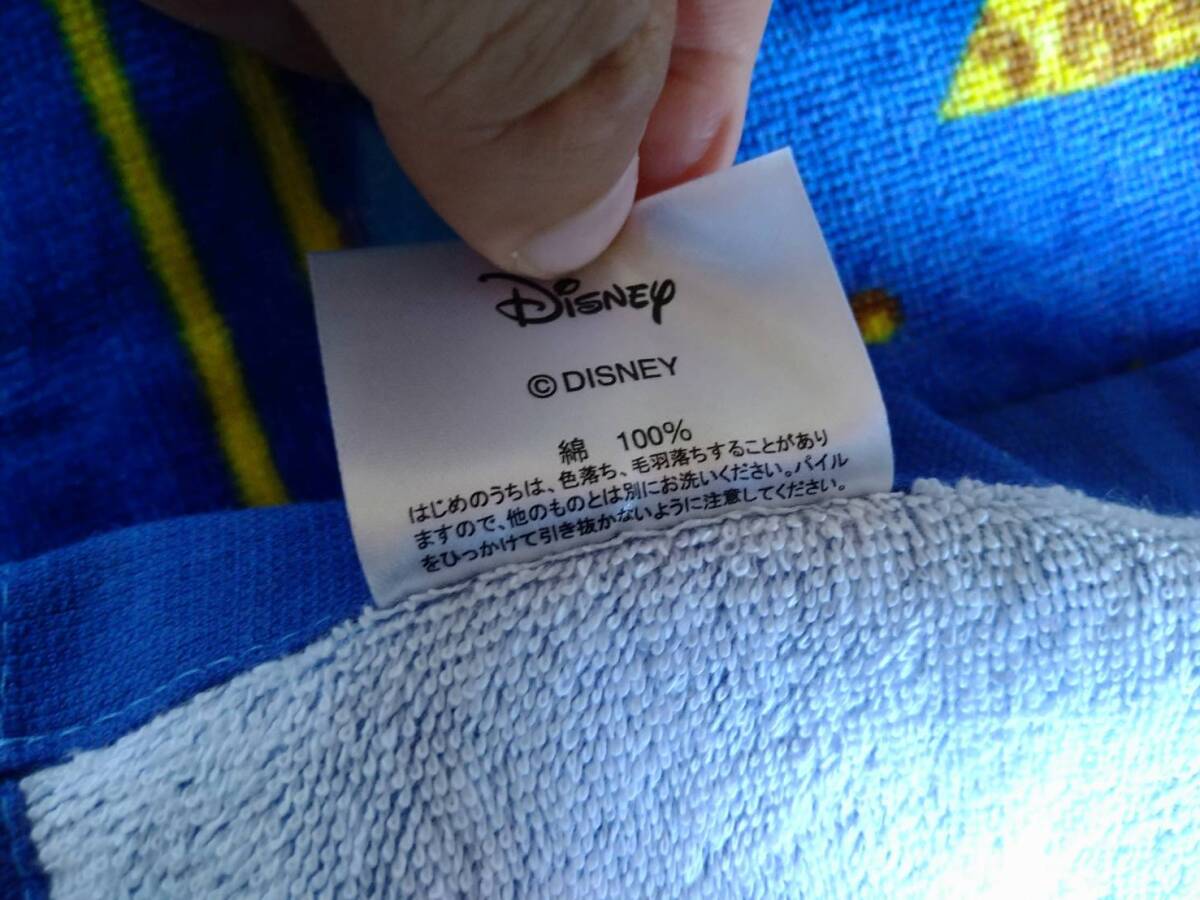 Disney
© DISNEY
綿 100%
はじめのうちは、色落ち、毛羽落ちすることがあり
ますので、他のものとは別にお洗いください。パイル
をひっかけて引き抜かないように注意してください。